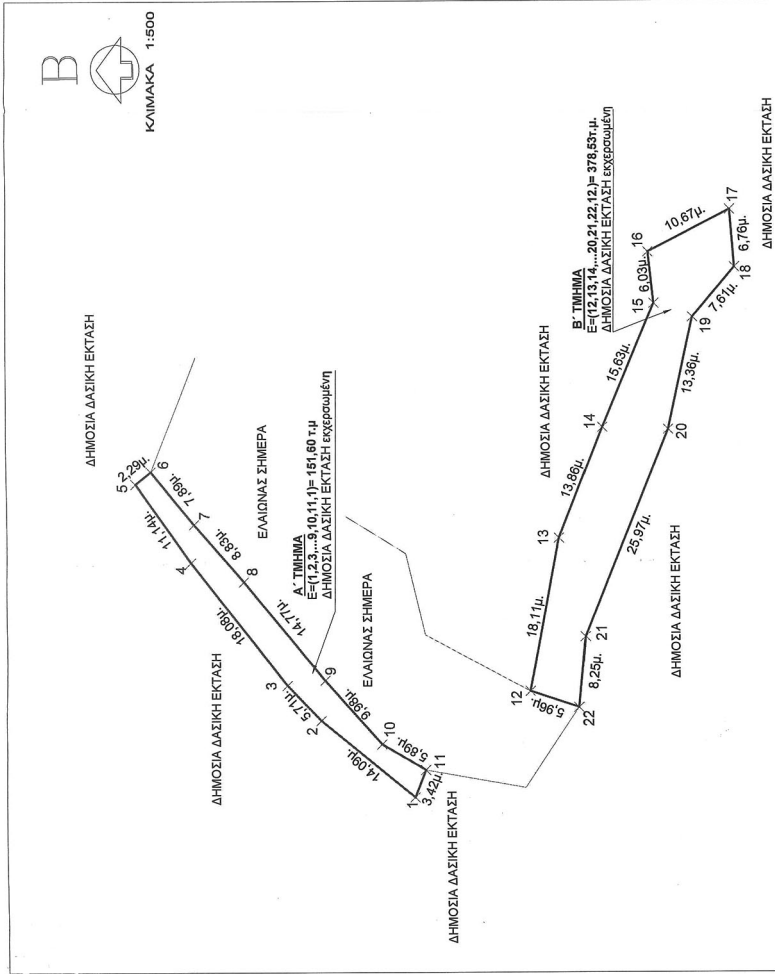 Β
ΚΛΙΜΑΚΑ 1:500
ΔΗΜΟΣΙΑ ΔΑΣΙΚΗ ΕΚΤΑΣΗ
5
2,29μ.
6
11,14μ.
7,89μ.
4
7
8,83μ.
8
ΕΛΑΙΩΝΑΣ ΣΗΜΕΡΑ
18,08μ.
14,77μ.
Α΄ ΤΜΗΜΑ
Ε=(1,2,3,...9,10,11,1)= 151,60 τ.μ
ΔΗΜΟΣΙΑ ΔΑΣΙΚΗ ΕΚΤΑΣΗ εκχερσωμένη
ΔΗΜΟΣΙΑ ΔΑΣΙΚΗ ΕΚΤΑΣΗ
3
5,71μ.
2
9
9,98μ.
ΕΛΑΙΩΝΑΣ ΣΗΜΕΡΑ
14,09μ.
10
5,89μ.
1
3,42μ.
11
ΔΗΜΟΣΙΑ ΔΑΣΙΚΗ ΕΚΤΑΣΗ
Β΄ ΤΜΗΜΑ
Ε=(12,13,14,...20,21,22,12.)= 378,53τ.μ.
ΔΗΜΟΣΙΑ ΔΑΣΙΚΗ ΕΚΤΑΣΗ εκχερσωμένη
ΔΗΜΟΣΙΑ ΔΑΣΙΚΗ ΕΚΤΑΣΗ
12
18,11μ.
13
13,86μ.
14
15,63μ.
15
6,03μ.
16
10,67μ.
17
6,76μ.
18
7,61μ.
19
13,36μ.
20
25,97μ.
21
8,25μ.
22
5,96μ.
ΔΗΜΟΣΙΑ ΔΑΣΙΚΗ ΕΚΤΑΣΗ
ΔΗΜΟΣΙΑ ΔΑΣΙΚΗ ΕΚΤΑΣΗ